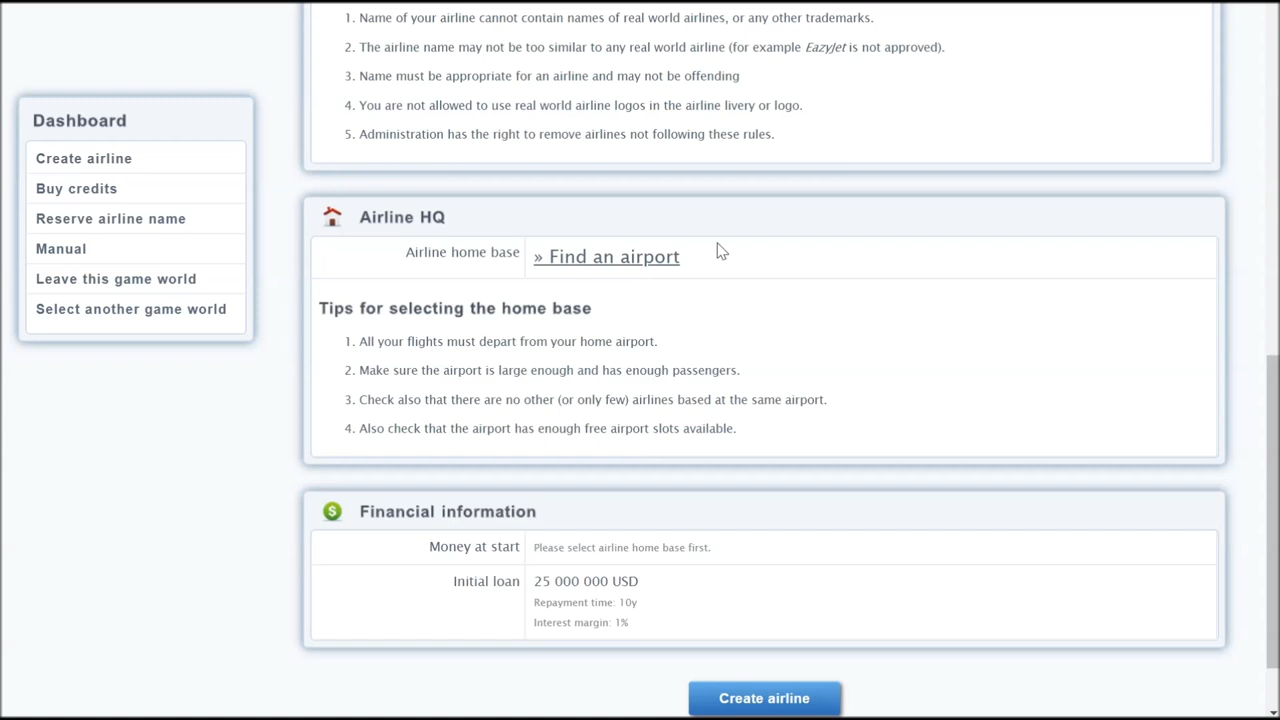 1. Name of your airline cannot contain names of real world airlines, or any other trademarks.
2. The airline name may not be too similar to any real world airline (for example EazyJet is not approved).
3. Name must be appropriate for an airline and may not be offending
4. You are not allowed to use real world airline logos in the airline livery or logo.
5. Administration has the right to remove airlines not following these rules.
Dashboard
Create airline
Buy credits
Reserve airline name
Manual
Leave this game world
Select another game world
Airline HQ
Airline home base
» Find an airport
Tips for selecting the home base
1. All your flights must depart from your home airport.
2. Make sure the airport is large enough and has enough passengers.
3. Check also that there are no other (or only few) airlines based at the same airport.
4. Also check that the airport has enough free airport slots available.
Financial information
Money at start
Please select airline home base first.
Initial loan
25 000 000 USD
Repayment time: 10y
Interest margin: 1%
Create airline